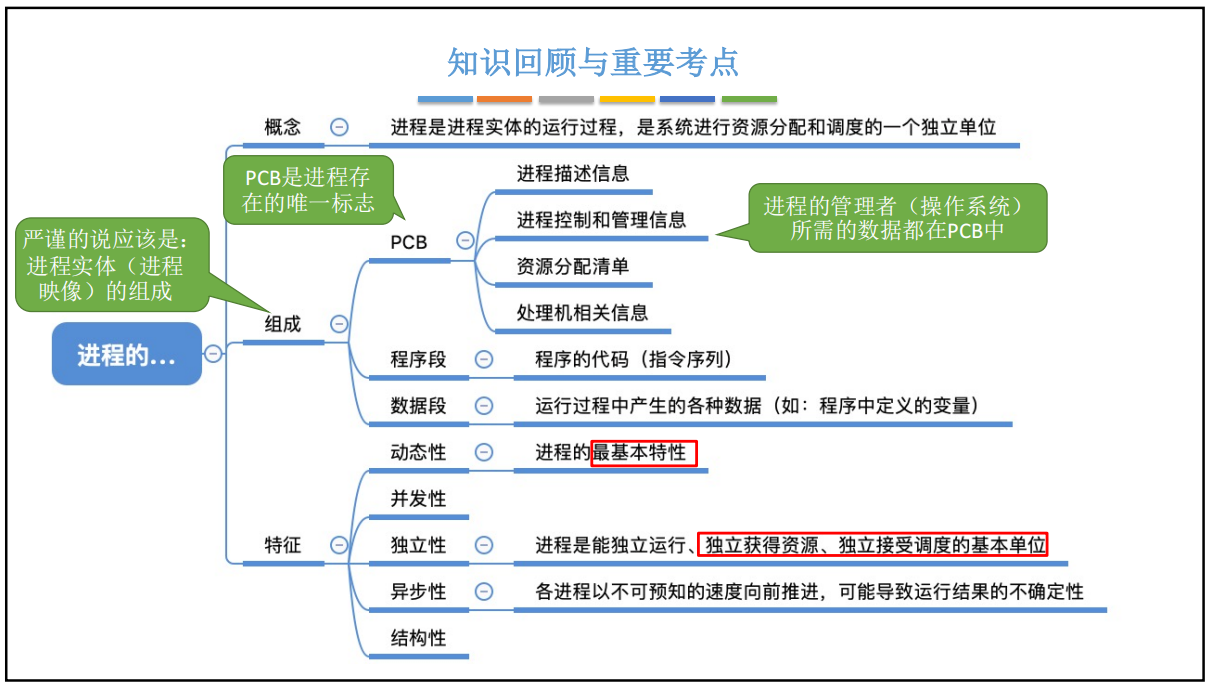 知识回顾与重要考点
概念
进程是进程实体的运行过程，是系统进行资源分配和调度的一个独立单位
PCB是进程存
在的唯一标志
进程描述信息
进程的管理者（操作系统）
所需的数据都在PCB中
进程控制和管理信息
严谨的说应该是：
进程实体（进程
映像）的组成
PCB
资源分配清单
处理机相关信息
组成
进程的...
程序段
程序的代码（指令序列）
数据段
运行过程中产生的各种数据（如：程序中定义的变量）
动态性
进程的最基本特性
并发性
特征
独立性
进程是能独立运行、独立获得资源、独立接受调度的基本单位
异步性
各进程以不可预知的速度向前推进，可能导致运行结果的不确定性
结构性